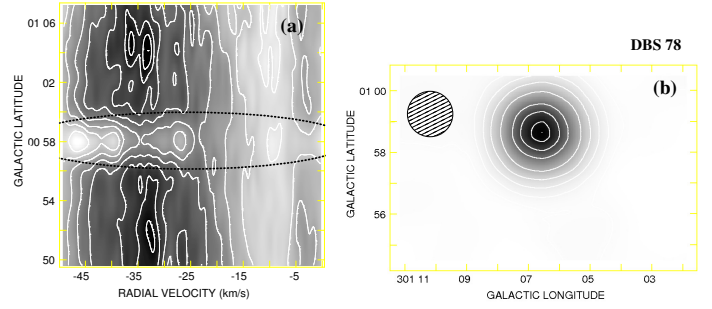 (a)
01 06
02
00 58
54
50
GALACTIC LATITUDE
-45 -35 -25 -15 -5
RADIAL VELOCITY (km/s)
DBS 78
(b)
01 00
58
56
GALACTIC LATITUDE
301 11 09 07 05 03
GALACTIC LONGITUDE